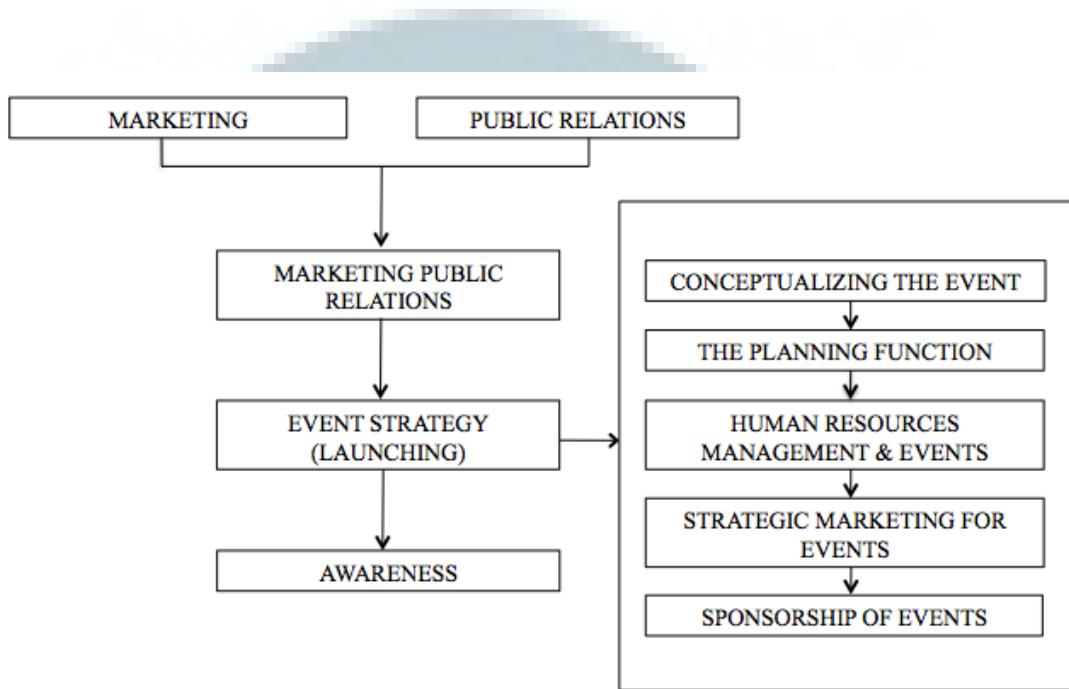 MARKETING
PUBLIC RELATIONS
MARKETING PUBLIC
RELATIONS
EVENT STRATEGY
(LAUNCHING)
AWARENESS
CONCEPTUALIZING THE EVENT
THE PLANNING FUNCTION
HUMAN RESOURCES
MANAGEMENT & EVENTS
STRATEGIC MARKETING FOR
EVENTS
SPONSORSHIP OF EVENTS